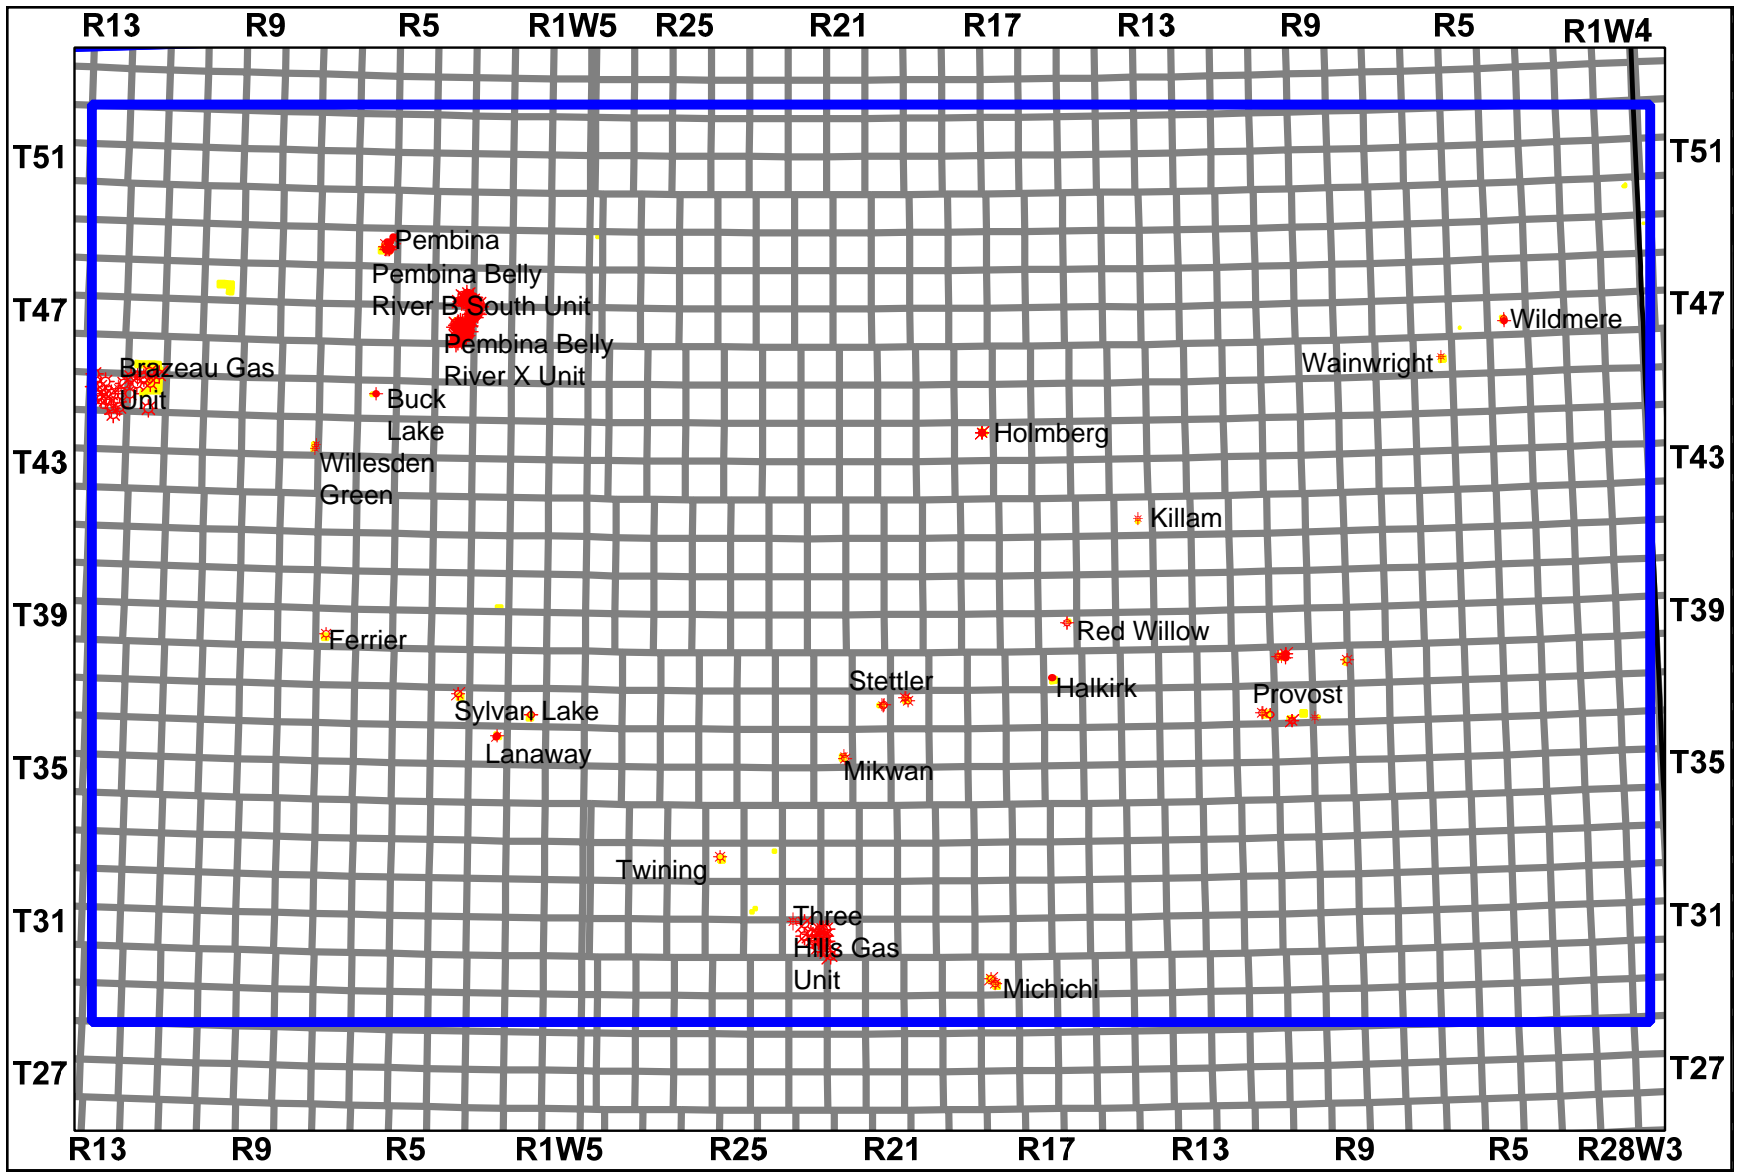 R13 R9 R5 R1W5 R25 R21 R17 R13 R9 R5 R1W4
T51 T51
Pembina
Pembina Belly
River B South Unit
T47 T47
Wildmere
Pembina Belly
River X Unit
Wainwright
Brazeau Gas
Unit
Buck
Lake
Holmberg
T43 T43
Willesden
Green
Killam
T39 T39
Ferrier
Red Willow
Stettler
Halkirk
Provost
Sylvan Lake
Lanaway
T35 T35
Mikwan
Twining
T31 T31
Three
Hills Gas
Unit
Michichi
T27 T27
R13 R9 R5 R1W5 R25 R21 R17 R13 R9 R5 R28W3